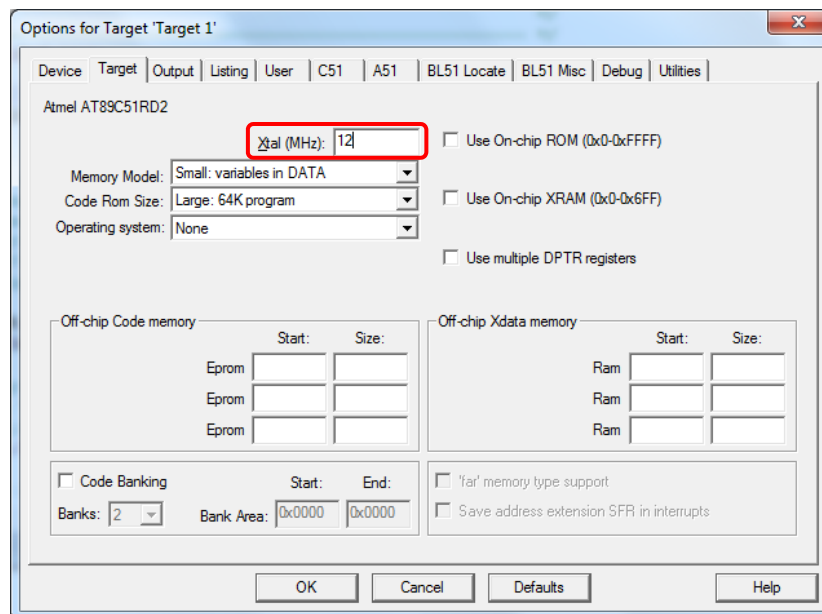 Options for Target 'Target 1'
Device Target Output Listing User C51 A51 BL51 Locate BL51 Misc Debug Utilities
Atmel AT89C51RD2
Xtal (MHz): 12
Use On-chip ROM (0x0-0xFFFF)
Memory Model: Small: variables in DATA
Code Rom Size: Large: 64K program
Use On-chip XRAM (0x0-0x6FF)
Operating system: None
Use multiple DPTR registers
Off-chip Code memory
Start: Size:
Eprom
Eprom
Eprom
Off-chip Xdata memory
Start: Size:
Ram
Ram
Ram
Code Banking Start: End:
Banks: 2 Bank Area: 0x0000 0x0000
'far' memory type support
Save address extension SFR in interrupts
OK Cancel Defaults Help